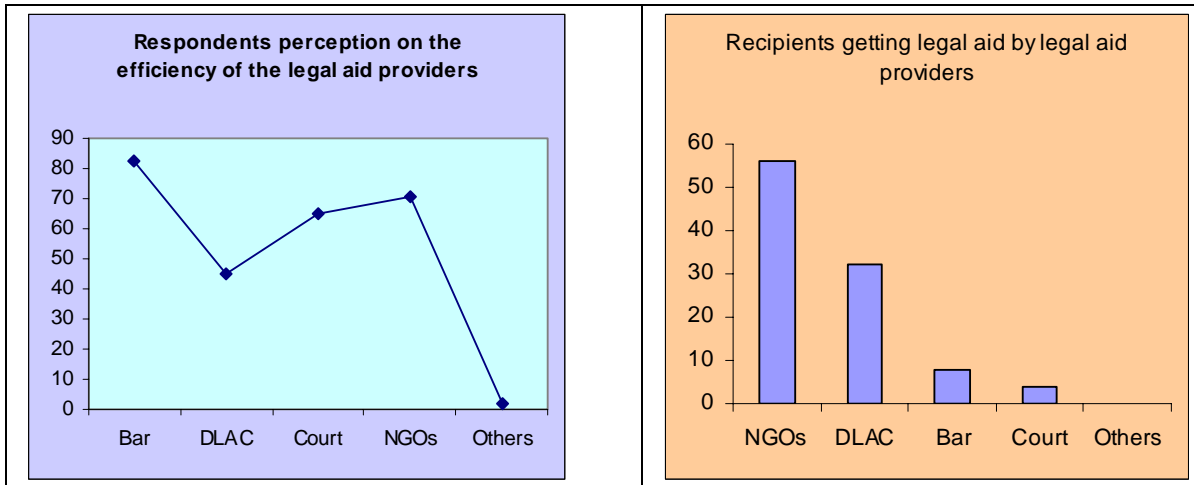 Respondents perception on the
efficiency of the legal aid providers
90
80
70
60
50
40
30
20
10
0
Bar DLAC Court NGOs Others
Recipients getting legal aid by legal aid
providers
60
50
40
30
20
10
0
NGOs DLAC Bar Court Others